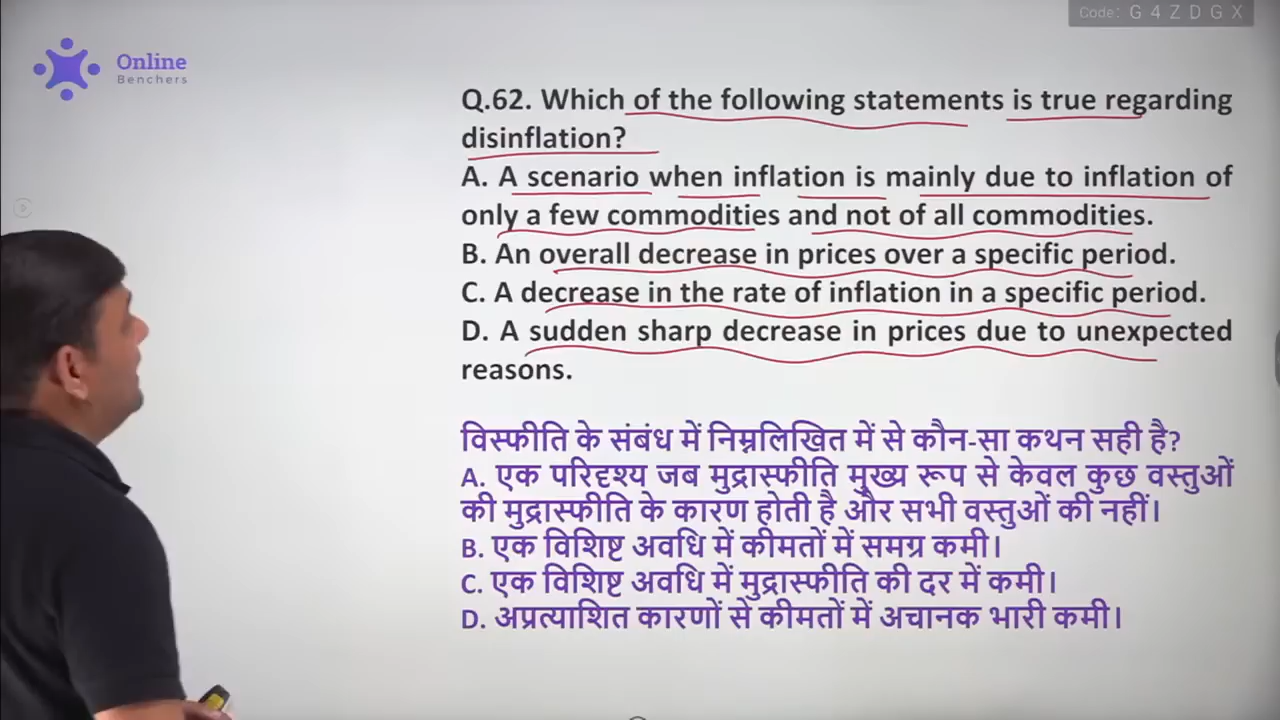 Code: G 4 Z D G X
Online
Benchers
Q.62. Which of the following statements is true regarding
disinflation?
A. A scenario when inflation is mainly due to inflation of
only a few commodities and not of all commodities.
B. An overall decrease in prices over a specific period.
C. A decrease in the rate of inflation in a specific period.
D. A sudden sharp decrease in prices due to unexpected
reasons.
विस्फीति के संबंध में निम्नलिखित में से कौन-सा कथन सही है?
A. एक परिदृश्य जब मुद्रास्फीति मुख्य रूप से केवल कुछ वस्तुओं
की मुद्रास्फीति के कारण होती है और सभी वस्तुओं की नहीं।
B. एक विशिष्ट अवधि में कीमतों में समग्र कमी।
C. एक विशिष्ट अवधि में मुद्रास्फीति की दर में कमी।
D. अप्रत्याशित कारणों से कीमतों में अचानक भारी कमी।